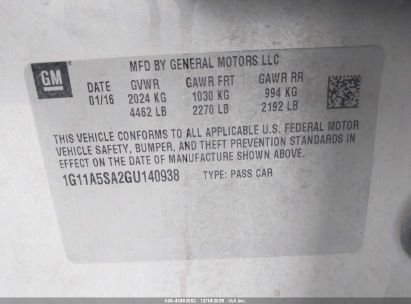 GM
MFD BY GENERAL MOTORS LLC
DATE GVWR GAWR FRT GAWR RR
01/16 2024 KG 1030 KG 994 KG
4462 LB 2270 LB 2192 LB
THIS VEHICLE CONFORMS TO ALL APPLICABLE U.S. FEDERAL MOTOR
VEHICLE SAFETY, BUMPER, AND THEFT PREVENTION STANDARDS IN
EFFECT ON THE DATE OF MANUFACTURE SHOWN ABOVE.
1G11A5SA2GU140938 TYPE: PASS CAR